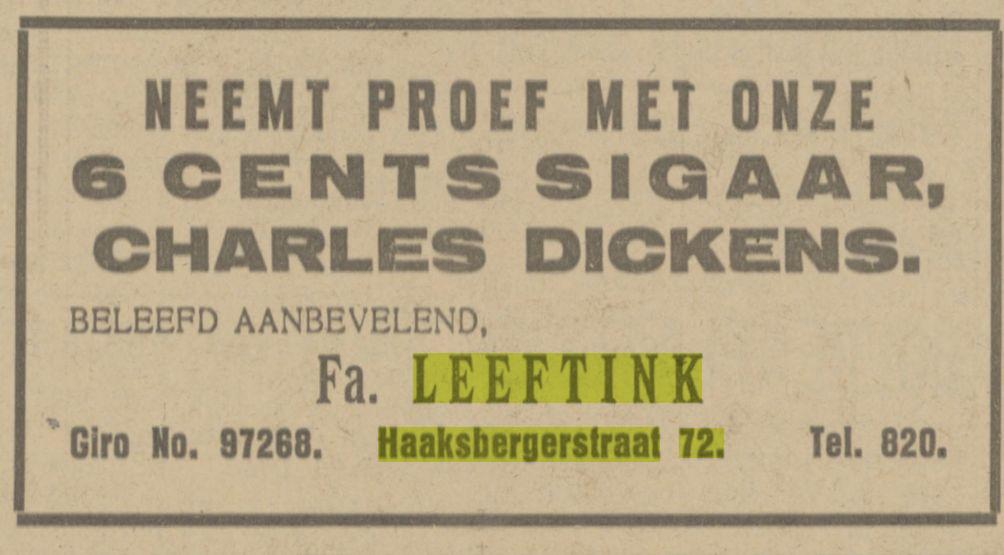 NEEMT PROEF MET ONZE
6 CENTS SIGAAR,
CHARLES DICKENS.
BELEEFD AANBEVELEND,
Fa. LEEFTINK
Giro No. 97268. Haaksbergerstraat 72. Tel. 820.